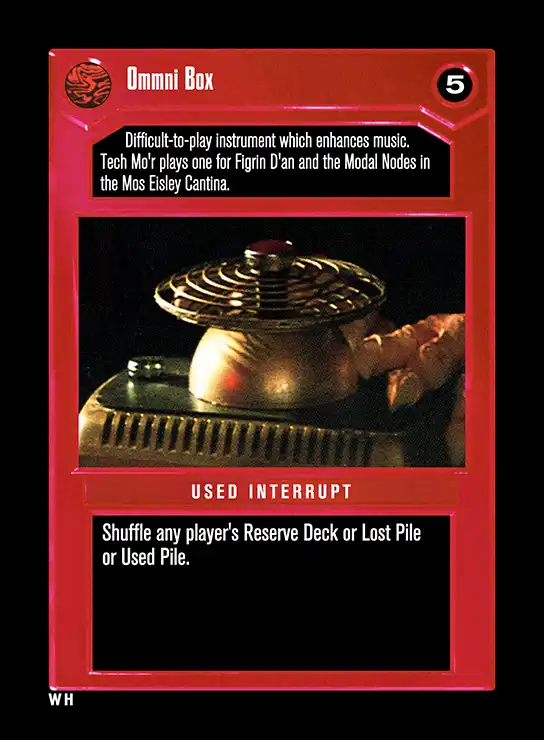 Ommni Box
5
Difficult-to-play instrument which enhances music.
Tech Mo'r plays one for Figrin D'an and the Modal Nodes in
the Mos Eisley Cantina.
USED INTERRUPT
Shuffle any player's Reserve Deck or Lost Pile
or Used Pile.
WH